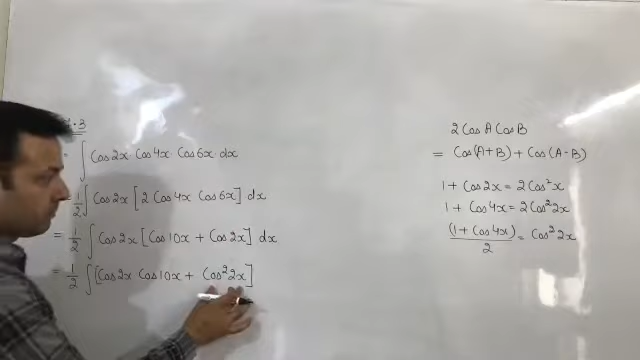 ∫ Cos2x · Cos4x · Cos6x · dx
1/2 ∫ Cos2x [2 Cos4x Cos6x] dx
= 1/2 ∫ Cos2x [Cos10x + Cos2x] dx
= 1/2 ∫ [Cos2x Cos10x + Cos²2x]
2 Cos A Cos B
= Cos(A+B) + Cos(A-B)
1 + Cos2x = 2Cos²x
1 + Cos4x = 2Cos²2x
(1 + Cos4x)/2 = Cos²2x